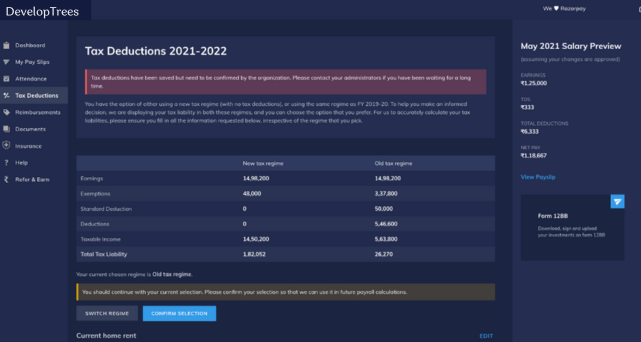 DevelopTrees
We ♥ Razorpay
Dashboard
My Pay Slips
Attendance
Tax Deductions
Reimbursements
Documents
Insurance
Help
Refer & Earn
Tax Deductions 2021-2022
Tax deductions have been saved but need to be confirmed by the organization. Please contact your administrators if you have been waiting for a long
time.
You have the option of either using a new tax regime (with no tax deductions), or using the same regime as FY 2019-20. To help you make an informed
decision, we are displaying your tax liability in both these regimes, and you can choose the option that you prefer. For us to accurately calculate your tax
liabilities, please ensure you fill in all the information requested below, irrespective of the regime that you pick.
New tax regime Old tax regime
Earnings 14,98,200 14,98,200
Exemptions 48,000 3,37,800
Standard Deduction 0 50,000
Deductions 0 5,46,600
Taxable Income 14,50,200 5,63,800
Total Tax Liability 1,82,052 26,270
Your current chosen regime is Old tax regime.
You should continue with your current selection. Please confirm your selection so that we can use it in future payroll calculations.
SWITCH REGIME CONFIRM SELECTION
Current home rent EDIT
May 2021 Salary Preview
(assuming your changes are approved)
EARNINGS
₹1,25,000
TDS
₹333
TOTAL DEDUCTIONS
₹6,333
NET PAY
₹1,18,667
View Payslip
Form 12BB
Download, sign and upload
your investments on form 12BB